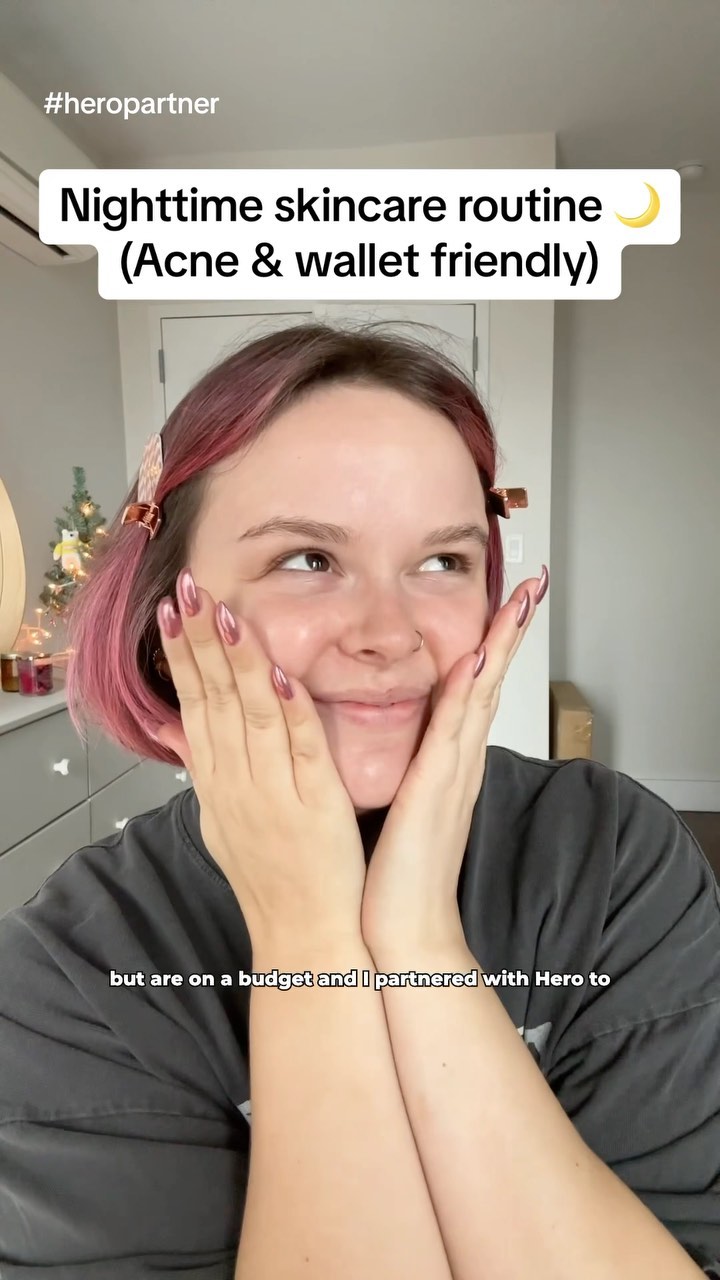 #heropartner
Nighttime skincare routine 🌙
(Acne & wallet friendly)
but are on a budget and I partnered with Hero to